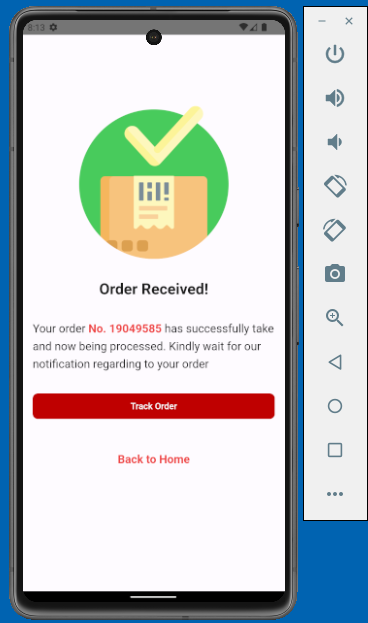 8:13
Order Received!
Your order No. 19049585 has successfully take
and now being processed. Kindly wait for our
notification regarding to your order
Track Order
Back to Home